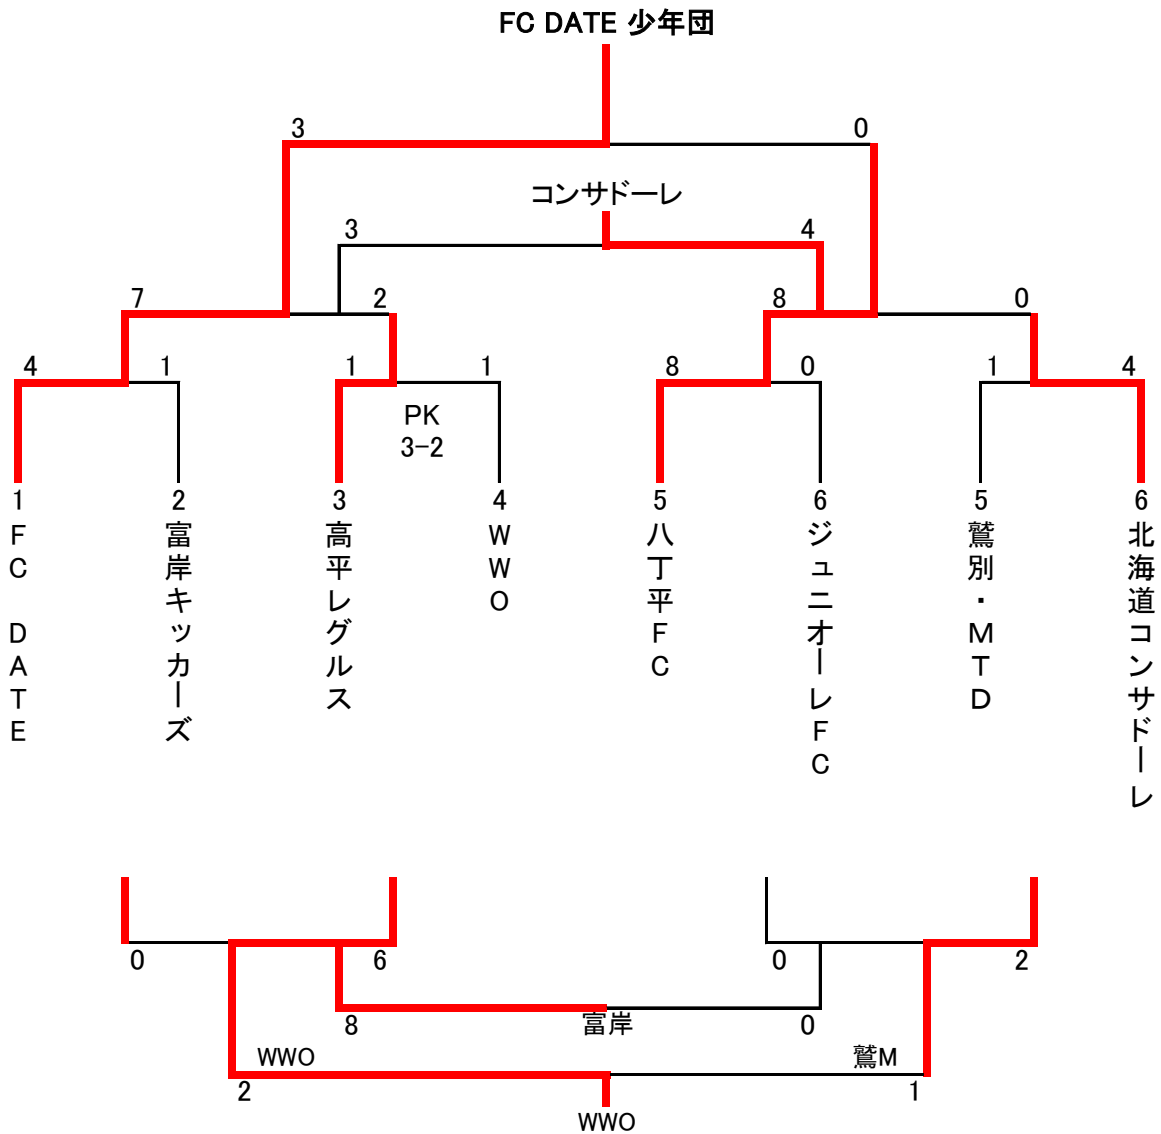 FC DATE 少年団
3 0
コンサドーレ
3 4
7 2 8 0
4 1 1 1 8 0 1 4
PK
3-2
1 2 3 4 5 6 5 6
FC DATE
富岸キッカーズ
高平レグルス
WWO
八丁平FC
ジュニオーレFC
鷲別・MTD
北海道コンサドーレ
0 6 0 2
8 富岸 0
WWO 鷲M
2 1
WWO